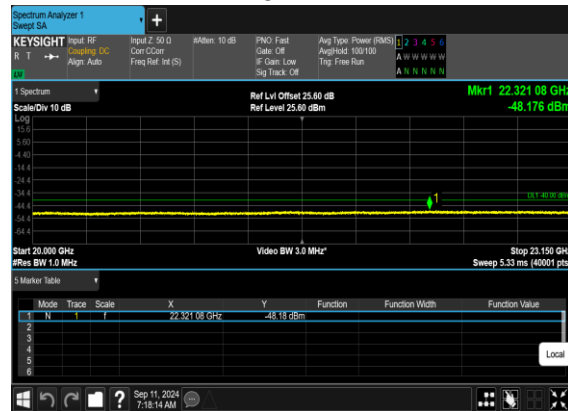 Spectrum Analyzer 1
Swept SA
+
KEYSIGHT Input: RF Input Z: 50 Ω #Atten: 10 dB PNO: Fast Avg Type: Power (RMS) 1 2 3 4 5 6
R T Coupling: DC Corr CCorr Gate: Off Avg|Hold: 100/100 A W W W W W
Align: Auto Freq Ref: Int (S) IF Gain: Low Trig: Free Run
LXI Sig Track: Off A N N N N N
1 Spectrum Ref Lvl Offset 25.60 dB Mkr1 22.321 08 GHz
Scale/Div 10 dB Ref Level 25.60 dBm -48.176 dBm
Log
15.6
5.60
-4.40
-14.4
-24.4
-34.4
1
-44.4
-54.4
-64.4
Start 20.000 GHz Video BW 3.0 MHz* Stop 23.150 GHz
#Res BW 1.0 MHz Sweep 5.33 ms (40001 pts)
5 Marker Table
Mode Trace Scale X Y Function Function Width Function Value
1 N 1 f 22.321 08 GHz -48.18 dBm
2
3
4
5
6
Local
? Sep 11, 2024
7:18:14 AM